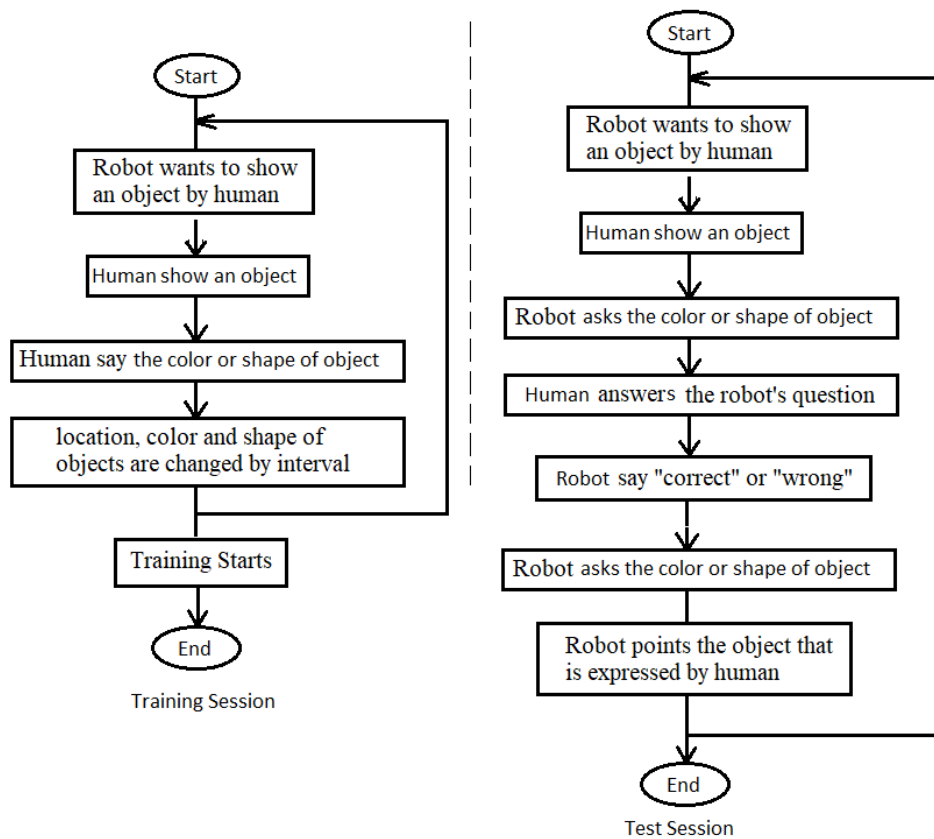 Start
Robot wants to show
an object by human
Human show an object
Human say the color or shape of object
location, color and shape of
objects are changed by interval
Training Starts
End
Training Session
Start
Robot wants to show
an object by human
Human show an object
Robot asks the color or shape of object
Human answers the robot's question
Robot say "correct" or "wrong"
Robot asks the color or shape of object
Robot points the object that
is expressed by human
End
Test Session